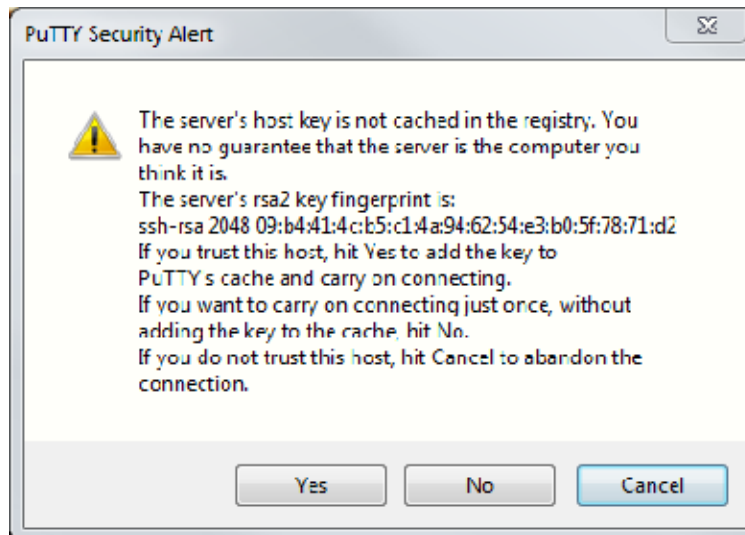 PuTTY Security Alert
The server's host key is not cached in the registry. You
have no guarantee that the server is the computer you
think it is.
The server's rsa2 key fingerprint is:
ssh-rsa 2048 09:b4:41:4c:b5:c1:4a:94:62:54:e3:b0:5f:78:71:d2
If you trust this host, hit Yes to add the key to
PuTTY's cache and carry on connecting.
If you want to carry on connecting just once, without
adding the key to the cache, hit No.
If you do not trust this host, hit Cancel to abandon the
connection.
Yes
No
Cancel